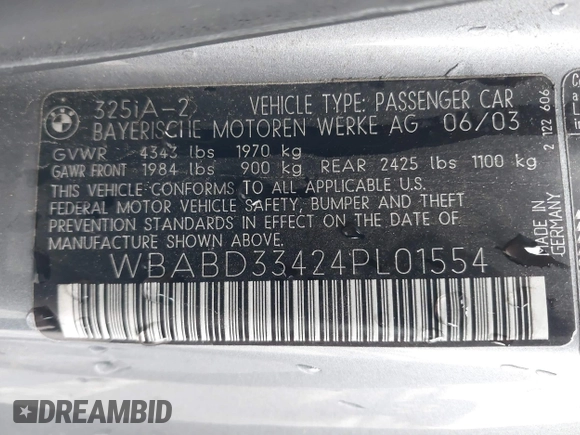 BMW
325iA-2 VEHICLE TYPE: PASSENGER CAR
BAYERISCHE MOTOREN WERKE AG 06/03
GVWR 4343 lbs 1970 kg
GAWR FRONT 1984 lbs 900 kg REAR 2425 lbs 1100 kg
THIS VEHICLE CONFORMS TO ALL APPLICABLE U.S.
FEDERAL MOTOR VEHICLE SAFETY, BUMPER AND THEFT
PREVENTION STANDARDS IN EFFECT ON THE DATE OF
MANUFACTURE SHOWN ABOVE.
WBABD33424PL01554
2 122 606
MADE IN
GERMANY
DREAMBID